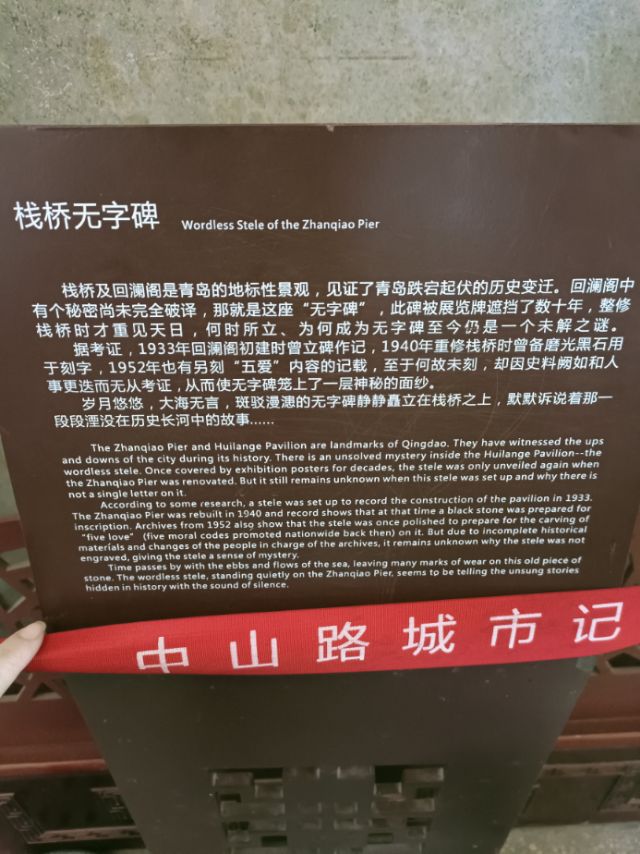 栈桥无字碑 Wordless Stele of the Zhanqiao Pier
栈桥及回澜阁是青岛的地标性景观，见证了青岛跌宕起伏的历史变迁。回澜阁中
有个秘密尚未完全破译，那就是这座“无字碑”，此碑被展览牌遮挡了数十年，整修
栈桥时才重见天日，何时所立、为何成为无字碑至今仍是一个未解之谜。
据考证，1933年回澜阁初建时曾立碑作记，1940年重修栈桥时曾备磨光黑石用
于刻字，1952年也有另刻“五爱”内容的记载，至于何故未刻，却因史料阙如和人
事更迭而无从考证，从而使无字碑笼上了一层神秘的面纱。
岁月悠悠，大海无言，斑驳漫漶的无字碑静静矗立在栈桥之上，默默诉说着那一
段段湮没在历史长河中的故事……
The Zhanqiao Pier and Huilange Pavilion are landmarks of Qingdao. They have witnessed the ups
and downs of the city during its history. There is an unsolved mystery inside the Huilange Pavilion--the
wordless stele. Once covered by exhibition posters for decades, the stele was only unveiled again when
the Zhanqiao Pier was renovated. But it still remains unknown when this stele was set up and why there is
not a single letter on it.
According to some research, a stele was set up to record the construction of the pavilion in 1933.
The Zhanqiao Pier was rebuilt in 1940 and record shows that at that time a black stone was prepared for
inscription. Archives from 1952 also show that the stele was once polished to prepare for the carving of
“five love” (five moral codes promoted nationwide back then) on it. But due to incomplete historical
materials and changes of the people in charge of the archives, it remains unknown why the stele was not
engraved, giving the stele a sense of mystery.
Time passes by with the ebbs and flows of the sea, leaving many marks of wear on this old piece of
stone. The wordless stele, standing quietly on the Zhanqiao Pier, seems to be telling the unsung stories
hidden in history with the sound of silence.
中山路城市记